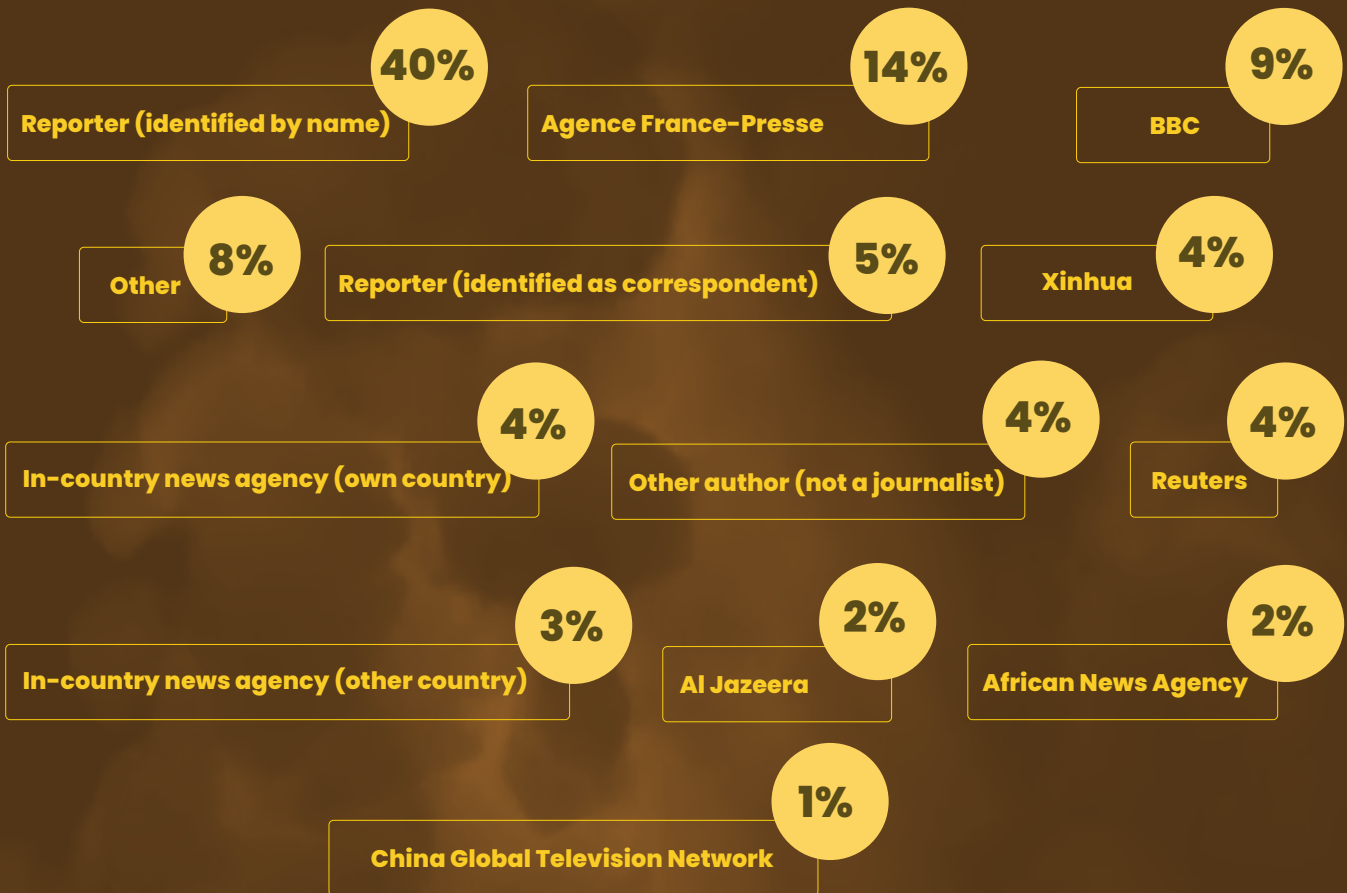 40%
Reporter (identified by name)
14%
Agence France-Presse
9%
BBC
8%
Other
5%
Reporter (identified as correspondent)
4%
Xinhua
4%
In-country news agency (own country)
4%
Other author (not a journalist)
4%
Reuters
3%
In-country news agency (other country)
2%
Al Jazeera
2%
African News Agency
1%
China Global Television Network